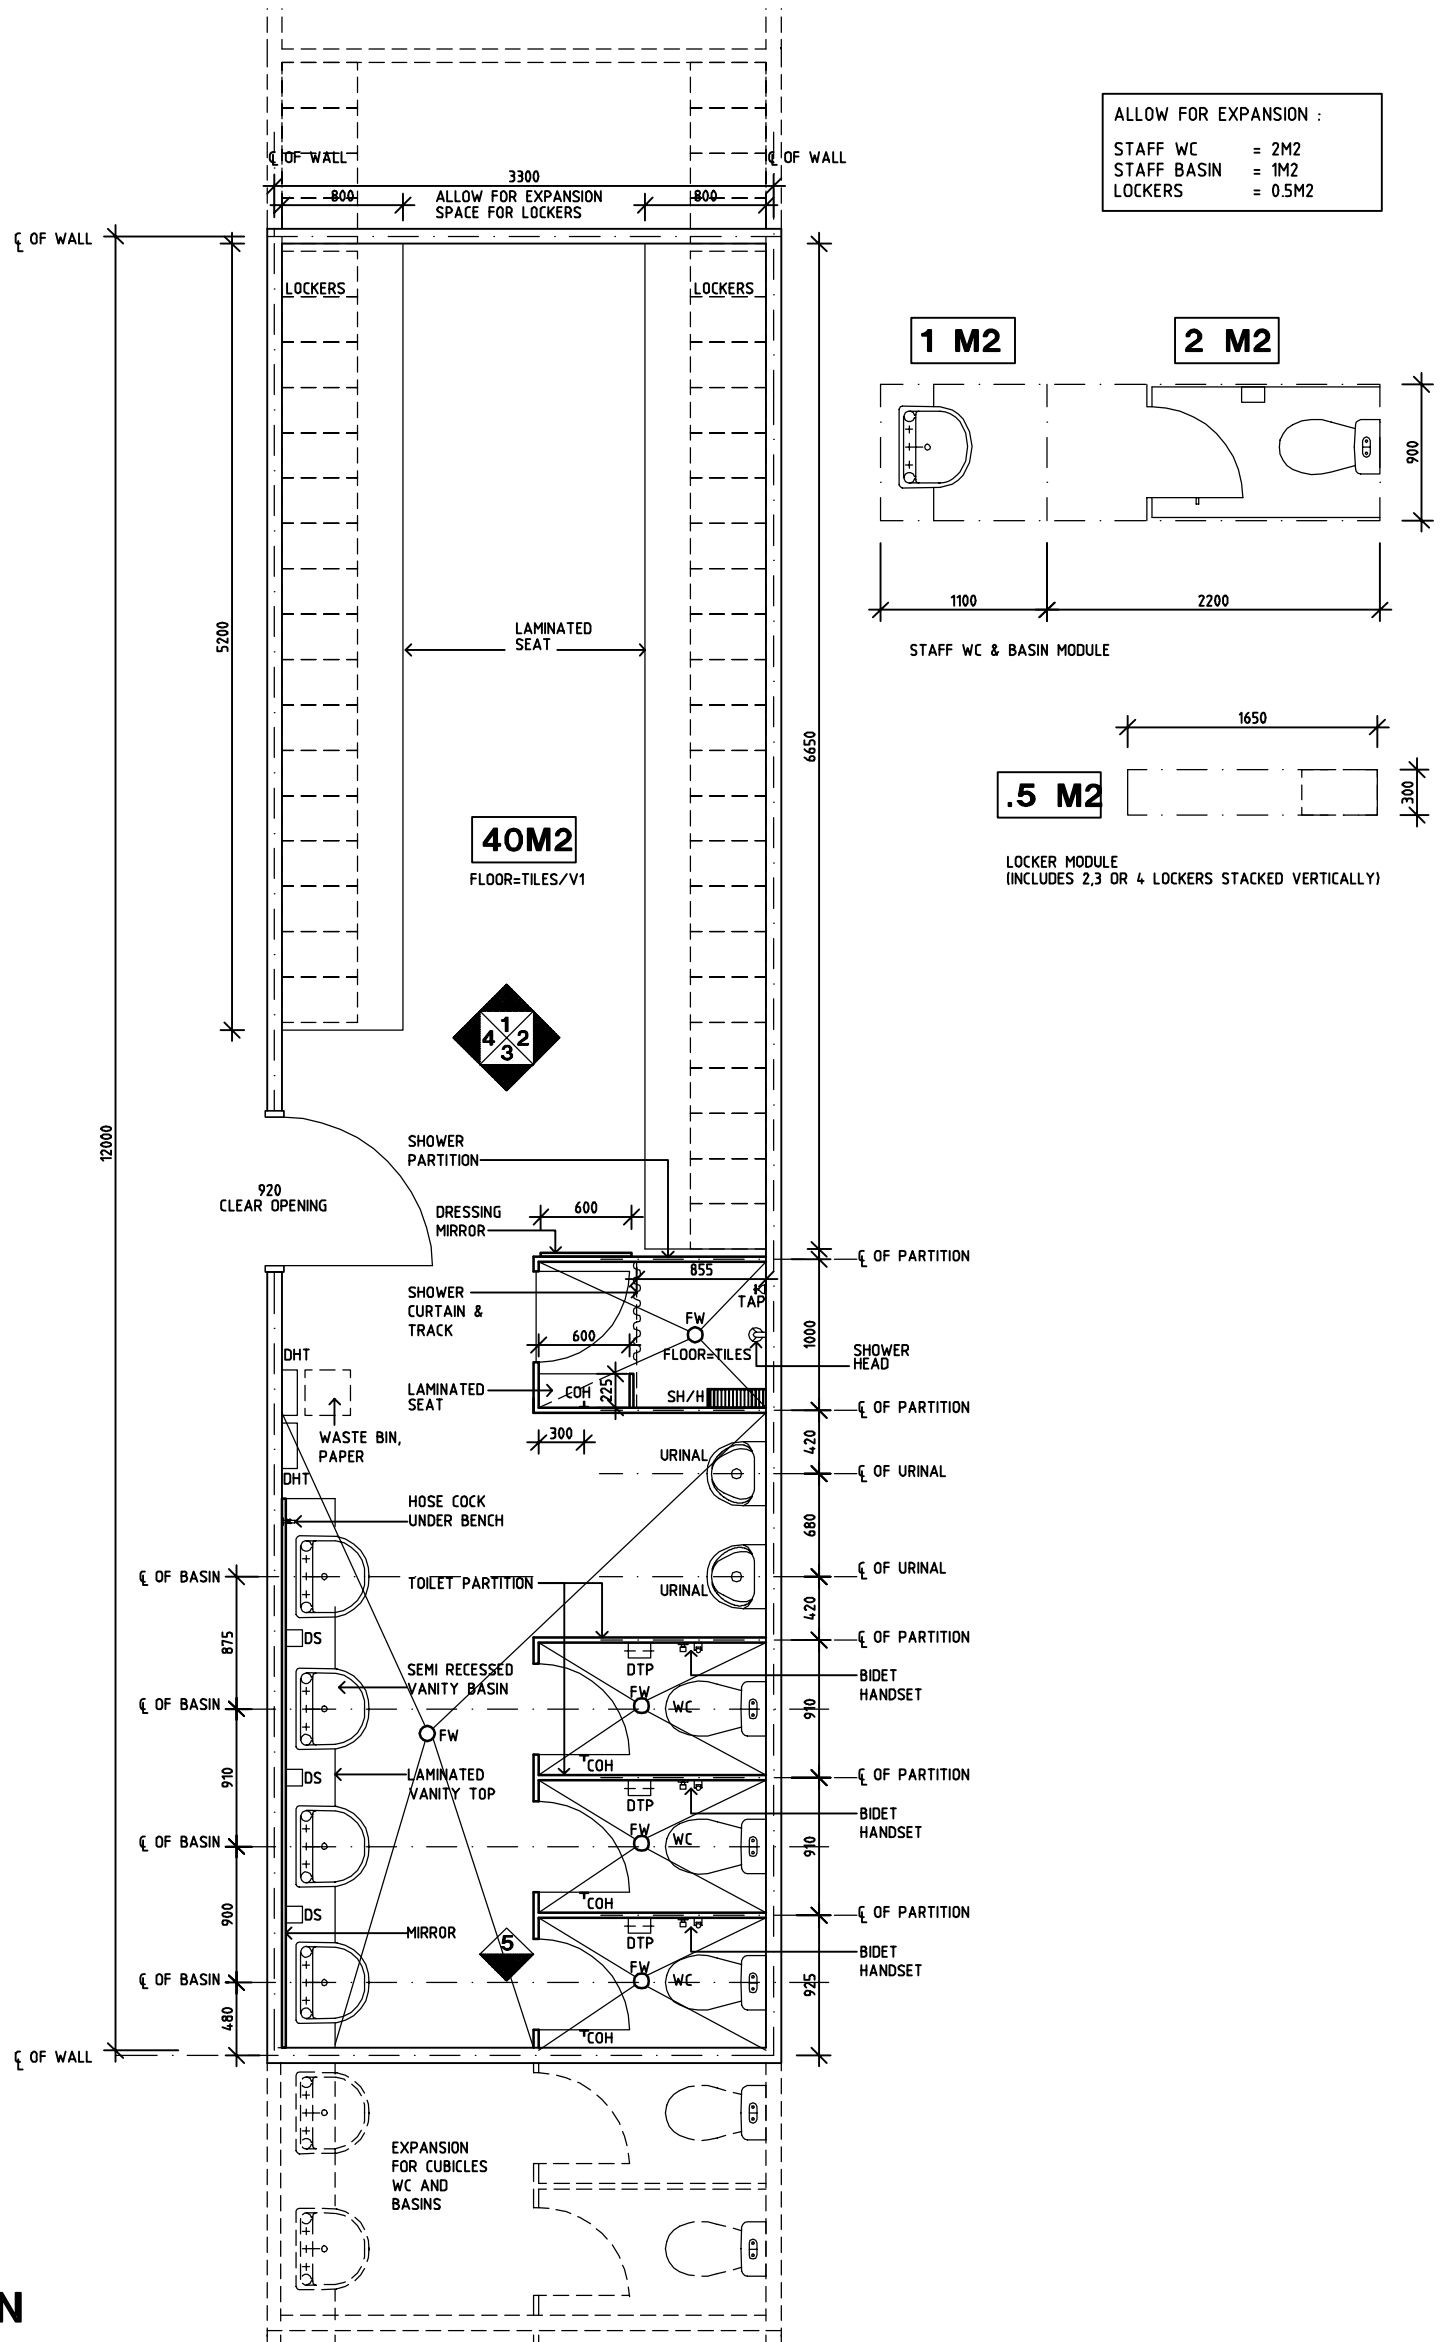 ALLOW FOR EXPANSION :
STAFF WC = 2M2
STAFF BASIN = 1M2
LOCKERS = 0.5M2
℄ OF WALL
℄ OF WALL
3300
800
ALLOW FOR EXPANSION
SPACE FOR LOCKERS
800
℄ OF WALL
LOCKERS
LOCKERS
1 M2
2 M2
900
1100
2200
STAFF WC & BASIN MODULE
5200
LAMINATED
SEAT
6650
1650
.5 M2
300
LOCKER MODULE
(INCLUDES 2,3 OR 4 LOCKERS STACKED VERTICALLY)
40M2
FLOOR=TILES/V1
1
4 2
3
12000
SHOWER
PARTITION
920
CLEAR OPENING
600
DRESSING
MIRROR
℄ OF PARTITION
855
SHOWER
CURTAIN &
TRACK
TAP
FW
600
FLOOR=TILES
1000
SHOWER
HEAD
DHT
LAMINATED
SEAT
COH
225
SH/H
℄ OF PARTITION
WASTE BIN,
PAPER
300
420
URINAL
℄ OF URINAL
DHT
HOSE COCK
UNDER BENCH
680
℄ OF BASIN
TOILET PARTITION
URINAL
℄ OF URINAL
420
875
DS
℄ OF PARTITION
SEMI RECESSED
VANITY BASIN
DTP
BIDET
HANDSET
FW
WC
℄ OF BASIN
910
FW
COH
910
DS
LAMINATED
VANITY TOP
℄ OF PARTITION
DTP
BIDET
HANDSET
FW
WC
℄ OF BASIN
910
COH
900
DS
℄ OF PARTITION
MIRROR
5
DTP
BIDET
HANDSET
FW
WC
℄ OF BASIN
925
480
COH
℄ OF WALL
EXPANSION
FOR CUBICLES
WC AND
BASINS
N